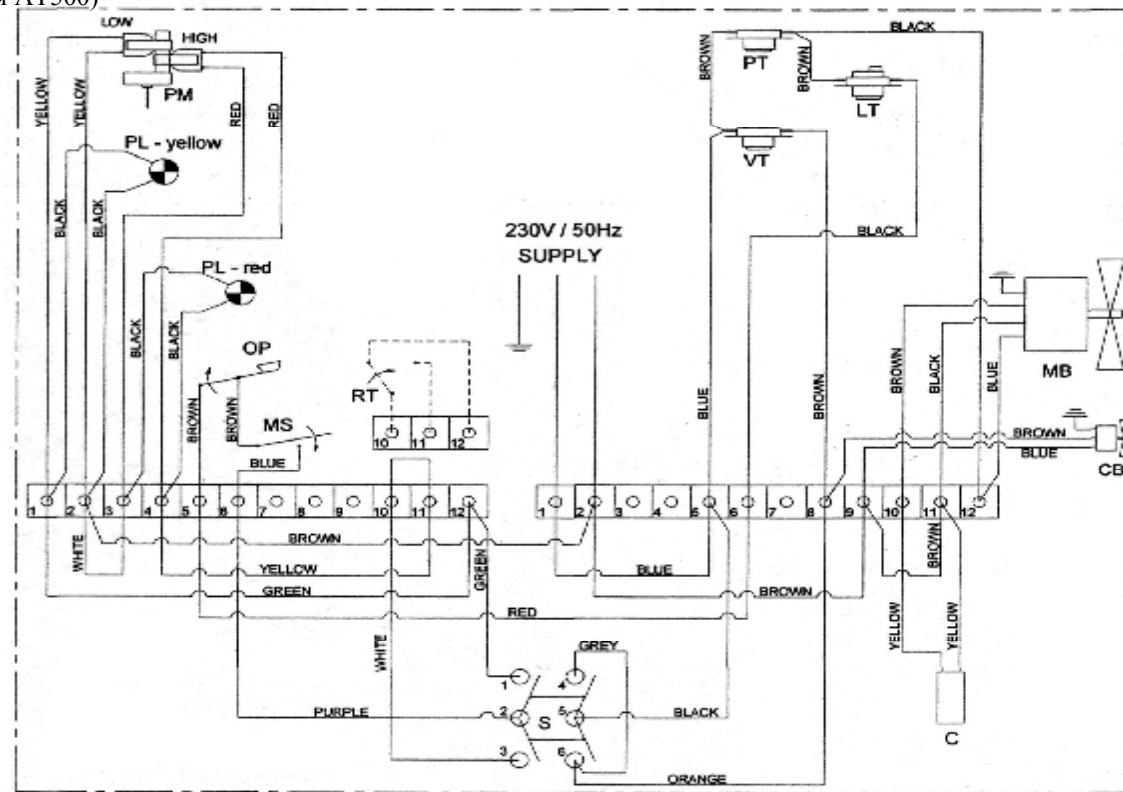 AT500)
LOW
HIGH
PM
YELLOW
YELLOW
RED
RED
PL - yellow
BLACK
BLACK
PL - red
BLACK
BLACK
OP
BROWN
BROWN
MS
BLUE
RT
10 11 12
230V / 50Hz
SUPPLY
BROWN
PT
BROWN
BLACK
LT
VT
BLACK
BLUE
BROWN
BROWN
BLACK
BLUE
MB
BROWN
BLUE
CB
1 2 3 4 5 6 7 8 9 10 11 12
1 2 3 4 5 6 7 8 9 10 11 12
WHITE
BROWN
YELLOW
GREEN
GREEN
RED
BLUE
BROWN
BROWN
YELLOW
YELLOW
WHITE
PURPLE
GREY
1 4
2 S 5
3 6
BLACK
ORANGE
C